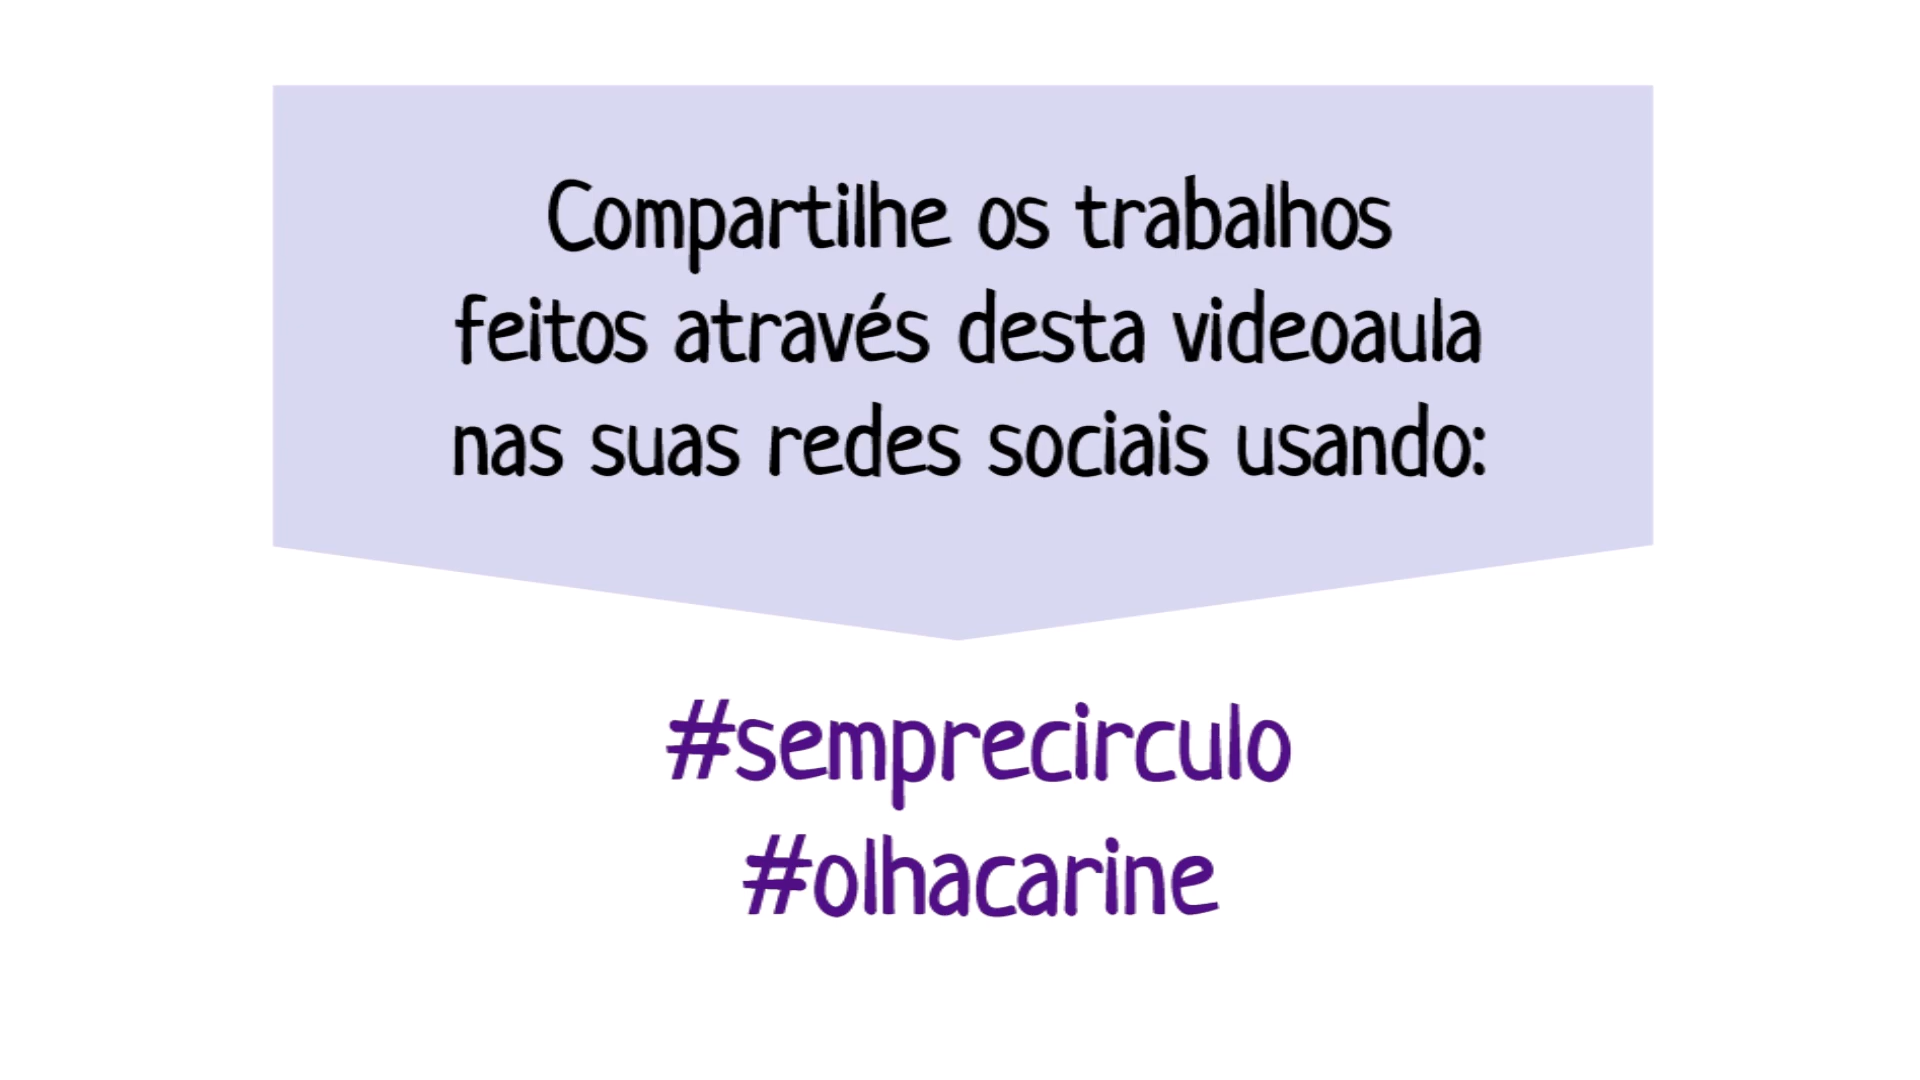 Compartilhe os trabalhos
feitos através desta videoaula
nas suas redes sociais usando:
#semprecirculo
#olhacarine